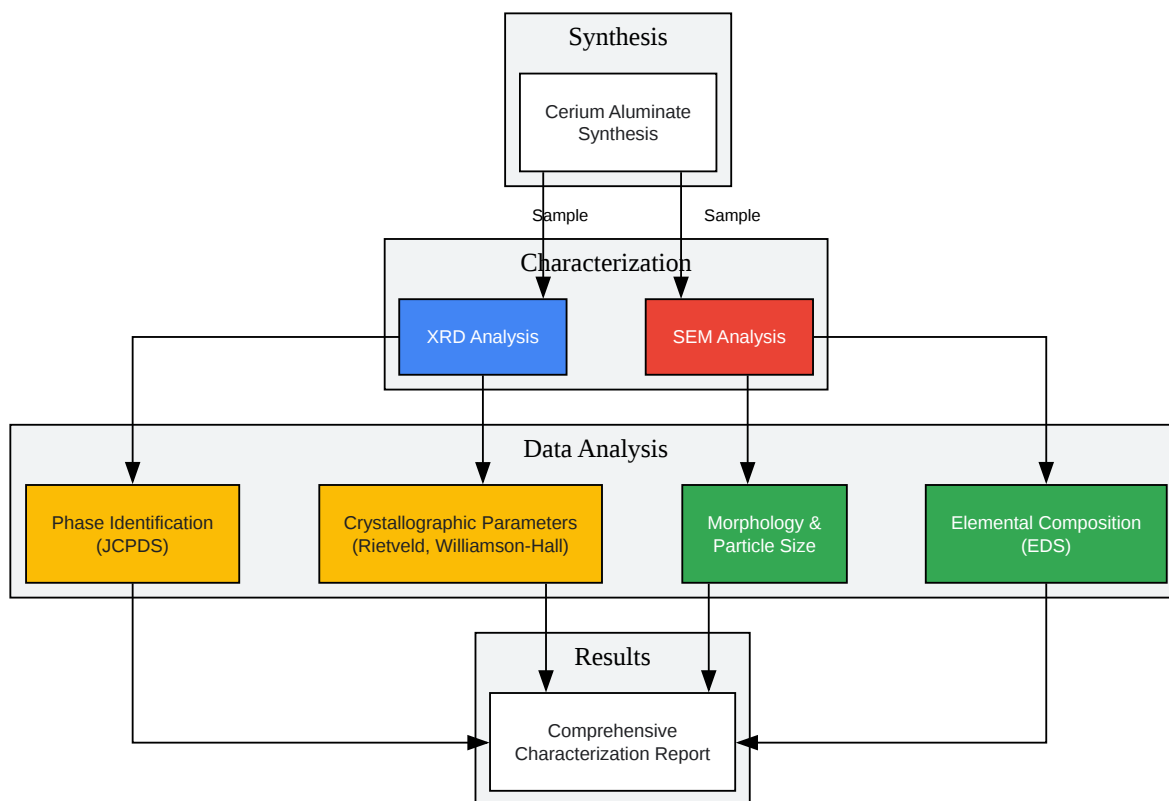 Synthesis
Cerium Aluminate
Synthesis
Sample
Sample
Characterization
XRD Analysis
SEM Analysis
Data Analysis
Phase Identification
(JCPDS)
Crystallographic Parameters
(Rietveld, Williamson-Hall)
Morphology &
Particle Size
Elemental Composition
(EDS)
Results
Comprehensive
Characterization Report